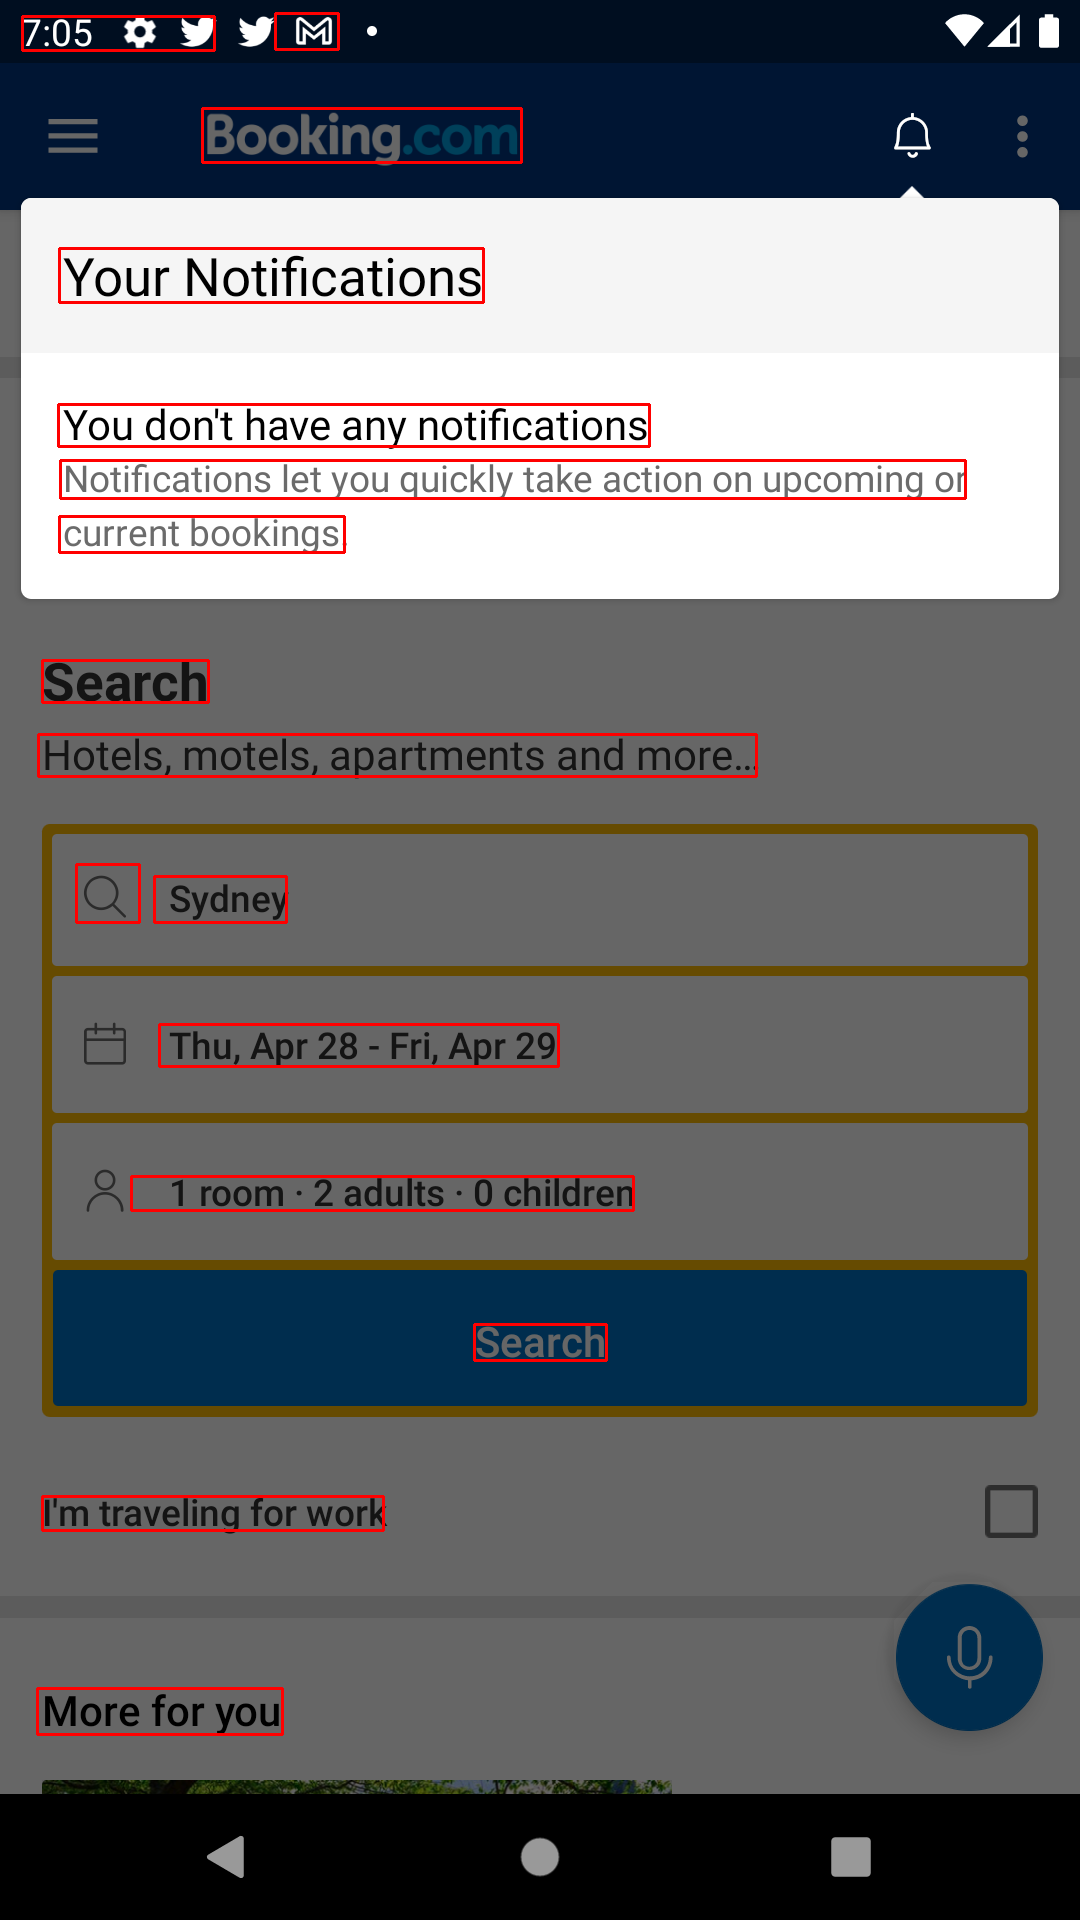 7:05
Booking.com
Your Notifications
You don't have any notifications
Notifications let you quickly take action on upcoming or
current bookings.
Search
Hotels, motels, apartments and more...
Sydney
Thu, Apr 28 - Fri, Apr 29
1 room · 2 adults · 0 children
Search
I'm traveling for work
More for you